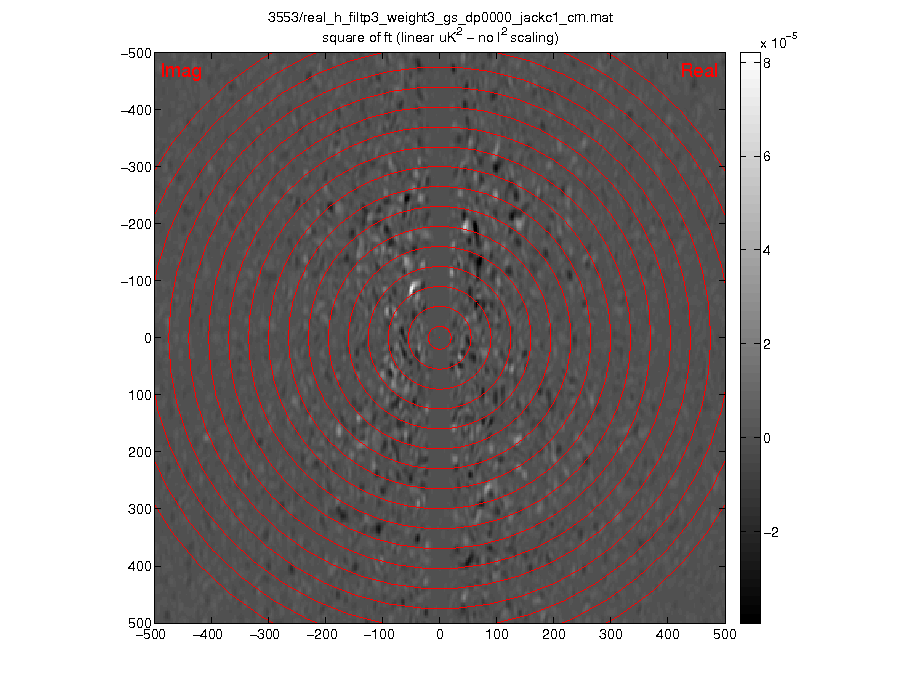 3553/real_h_filtp3_weight3_gs_dp0000_jackc1_cm.mat
square of ft (linear uK² – no l² scaling)
x 10⁻⁵
Imag
Real
–500
–400
–300
–200
–100
0
100
200
300
400
500
–500 –400 –300 –200 –100 0 100 200 300 400 500
8
6
4
2
0
–2